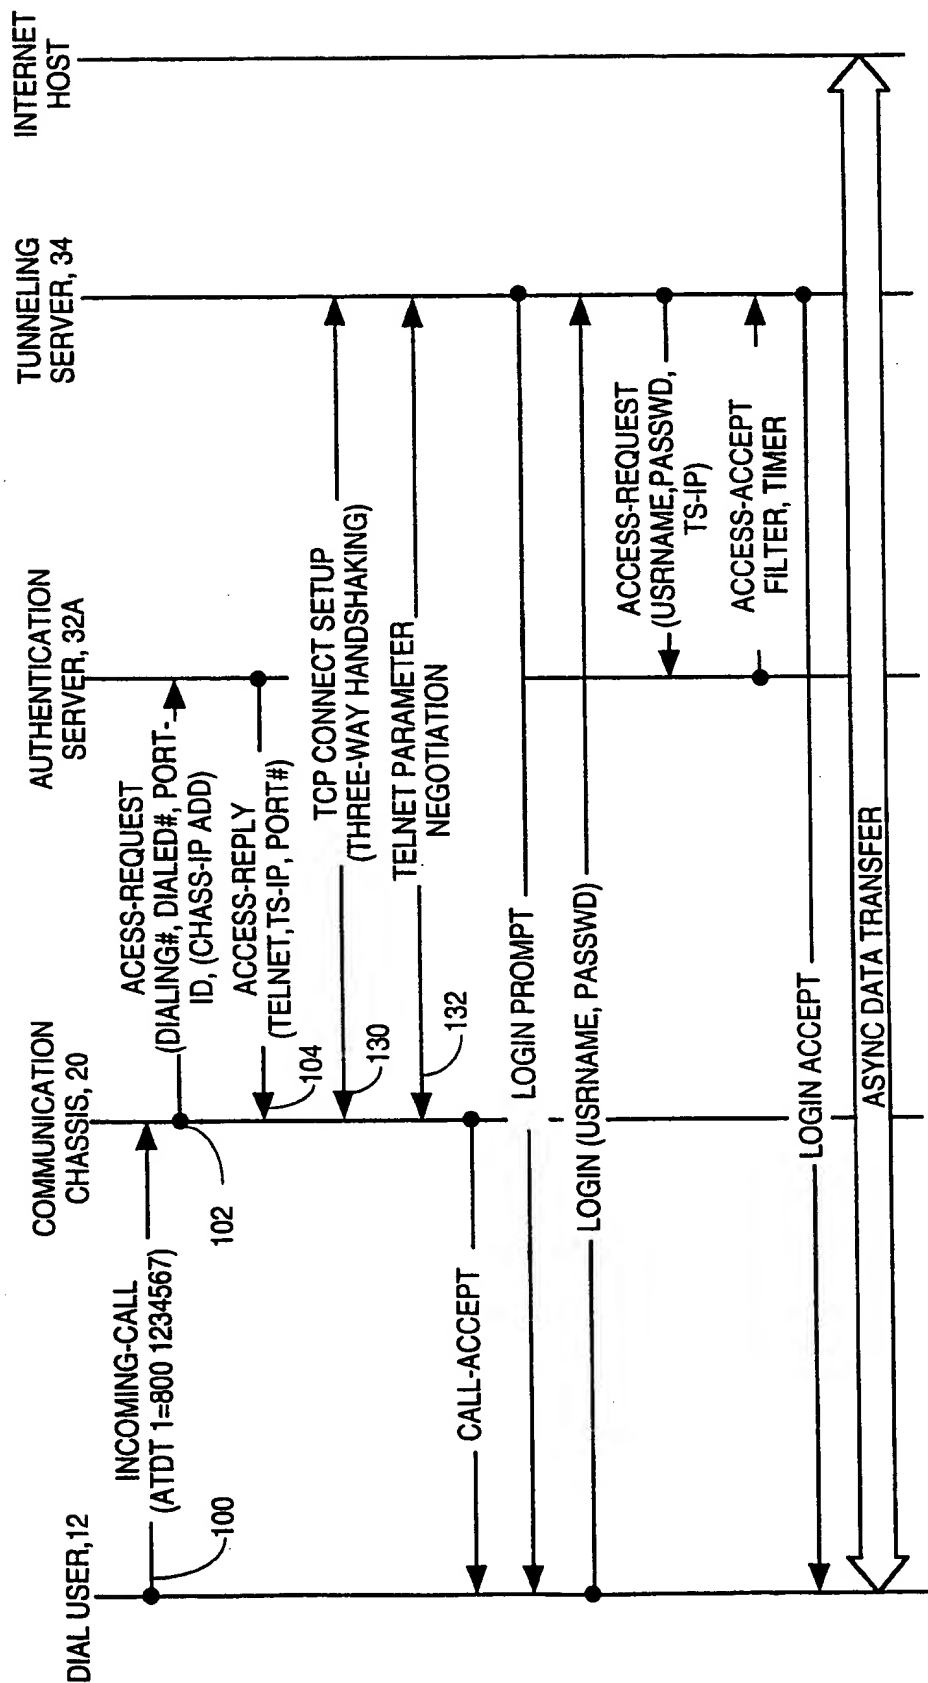 DIAL USER,12
COMMUNICATION
CHASSIS, 20
AUTHENTICATION
SERVER, 32A
TUNNELING
SERVER, 34
INTERNET
HOST
INCOMING-CALL
(ATDT 1=800 1234567)
100
ACESS-REQUEST
(DIALING#, DIALED#, PORT-
ID, (CHASS-IP ADD)
102
ACCESS-REPLY
(TELNET,TS-IP, PORT#)
104
TCP CONNECT SETUP
(THREE-WAY HANDSHAKING)
130
TELNET PARAMETER
NEGOTIATION
132
CALL-ACCEPT
LOGIN PROMPT
LOGIN (USRNAME, PASSWD)
ACCESS-REQUEST
(USRNAME,PASSWD,
TS-IP)
ACCESS-ACCEPT
FILTER, TIMER
LOGIN ACCEPT
ASYNC DATA TRANSFER